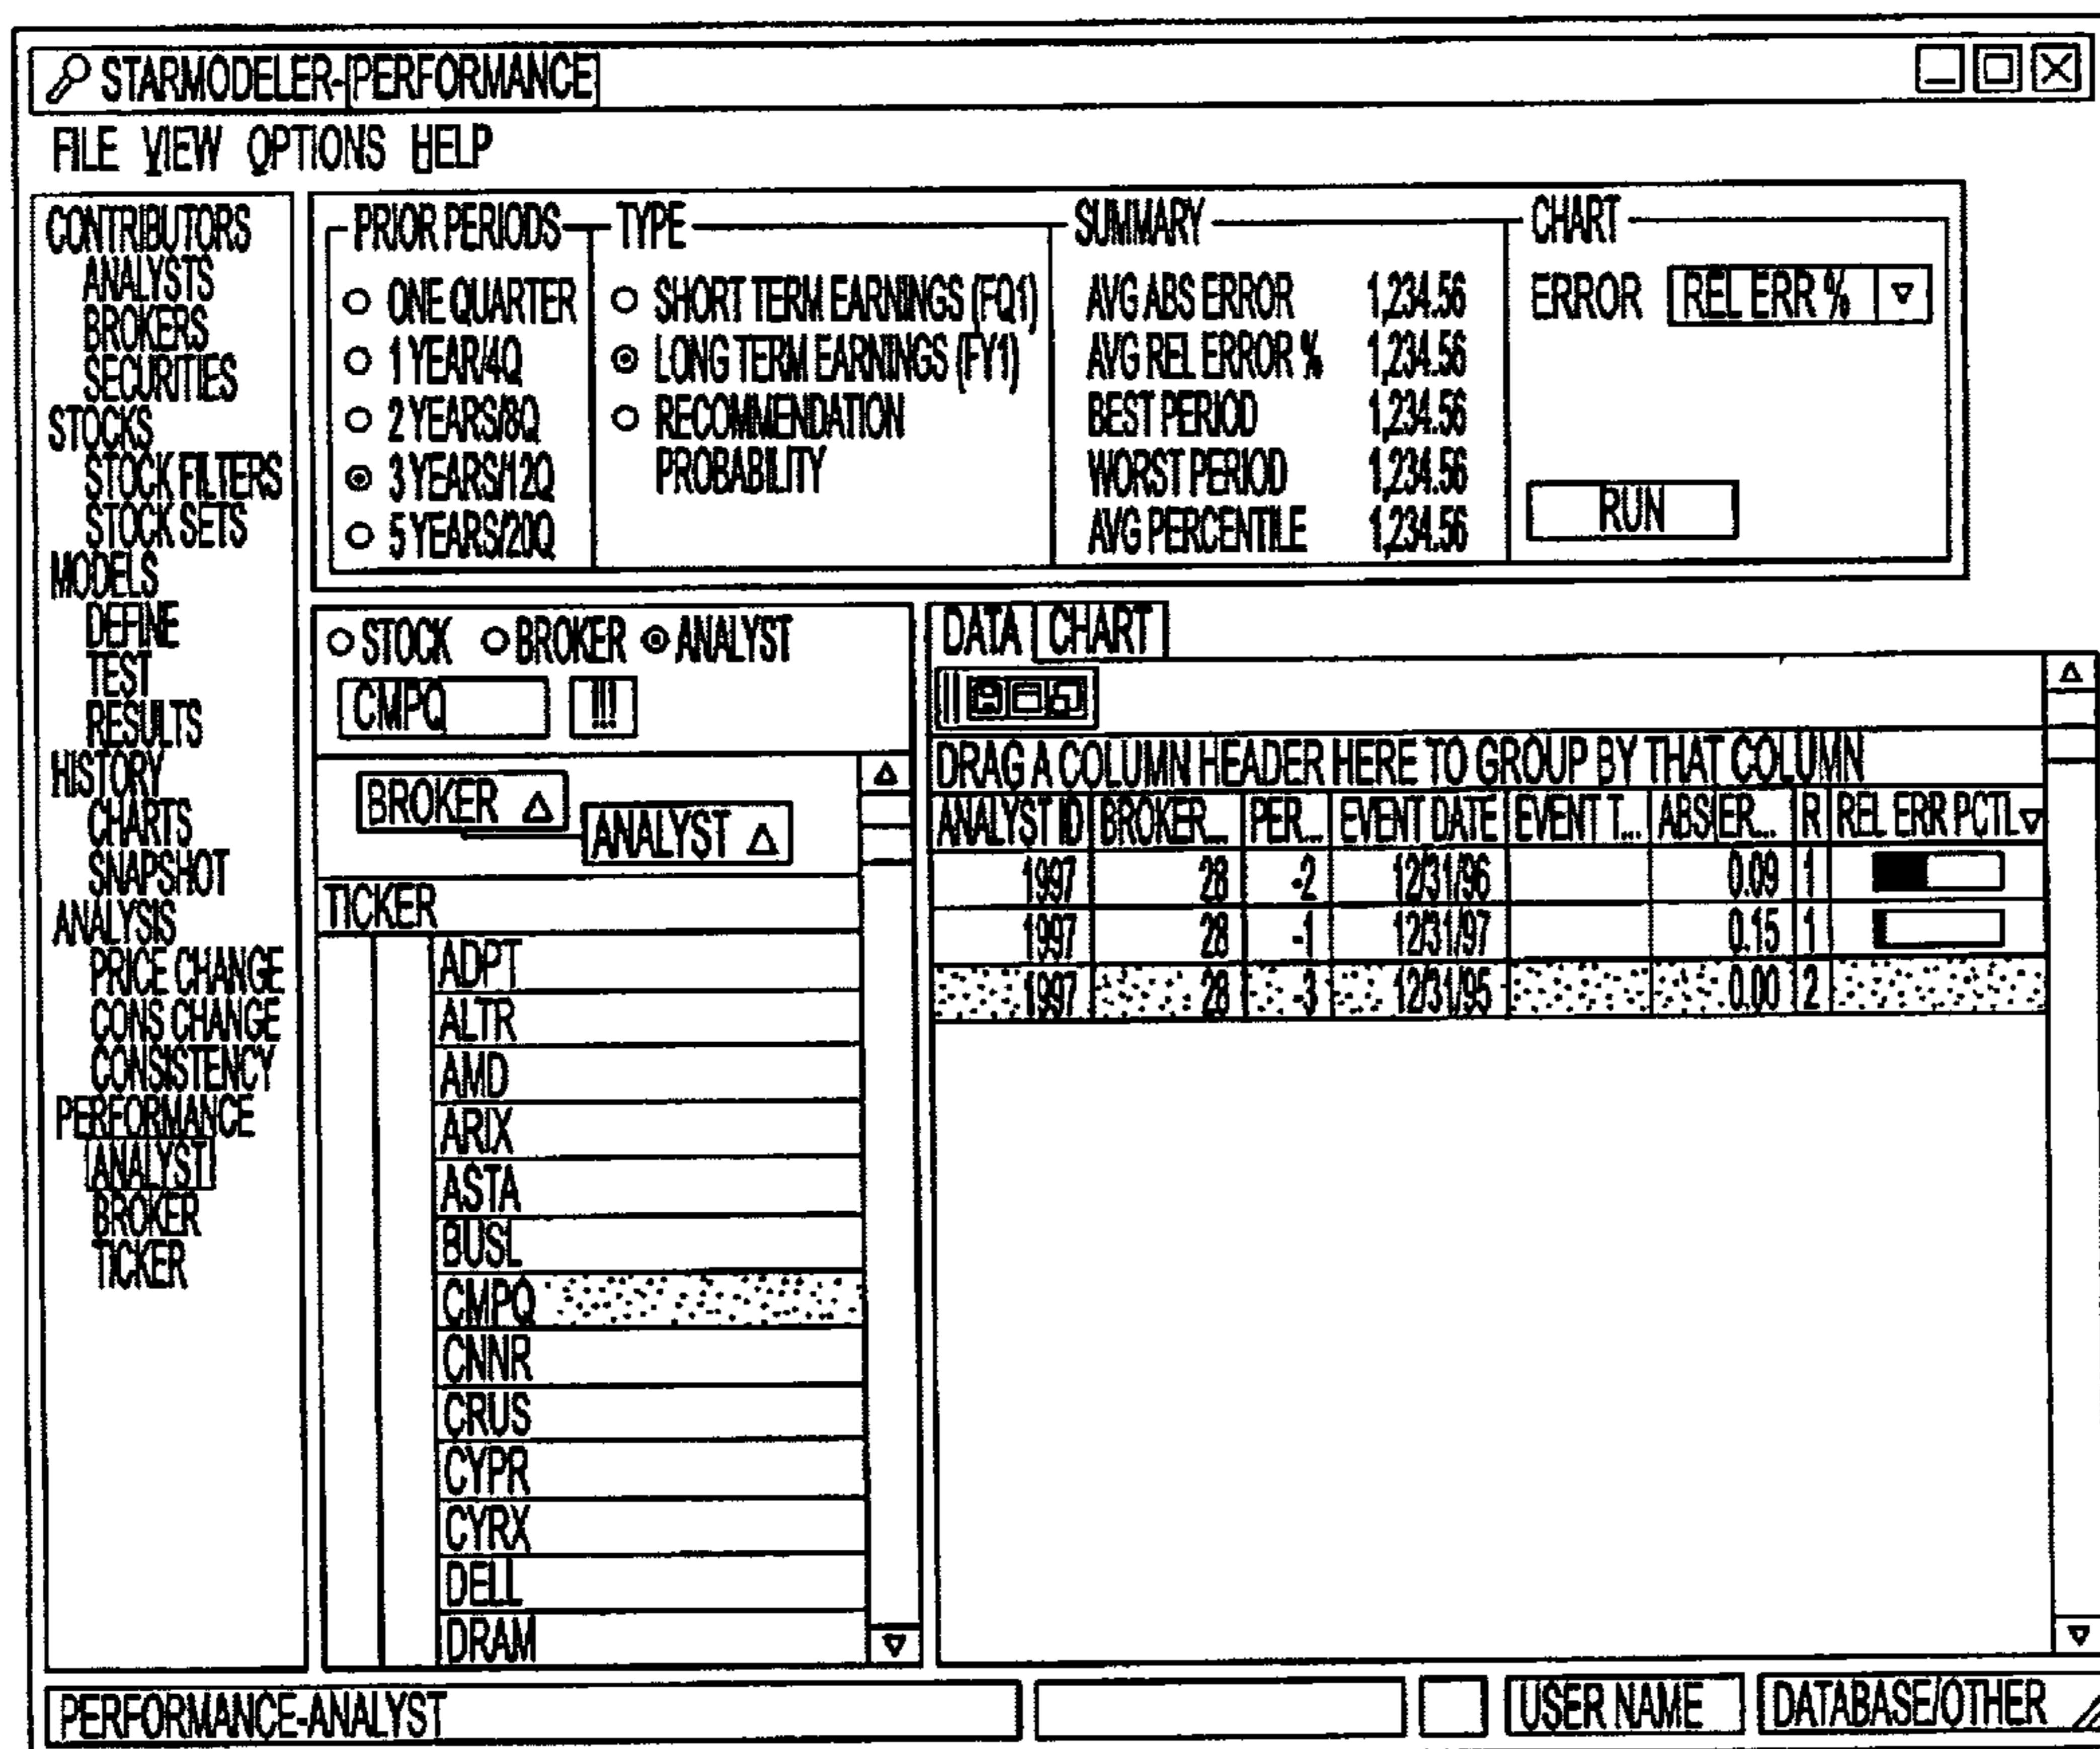 STARMODELER-[PERFORMANCE]
FILE VIEW OPTIONS HELP
CONTRIBUTORS
ANALYSTS
BROKERS
SECURITIES
STOCKS
STOCK FILTERS
STOCK SETS
MODELS
DEFINE
TEST
RESULTS
HISTORY
CHARTS
SNAPSHOT
ANALYSIS
PRICE CHANGE
CONS CHANGE
CONSISTENCY
PERFORMANCE
ANALYST
BROKER
TICKER
PRIOR PERIODS
ONE QUARTER
1 YEAR/4Q
2 YEARS/8Q
3 YEARS/12Q
5 YEARS/20Q
TYPE
SHORT TERM EARNINGS (FQ1)
LONG TERM EARNINGS (FY1)
RECOMMENDATION
PROBABILITY
SUMMARY
AVG ABS ERROR 1,234.56
AVG REL ERROR % 1,234.56
BEST PERIOD 1,234.56
WORST PERIOD 1,234.56
AVG PERCENTILE 1,234.56
CHART
ERROR REL ERR %
RUN
STOCK BROKER ANALYST
CMPQ !!!
BROKER
ANALYST
TICKER
ADPT
ALTR
AMD
ARIX
ASTA
BUSL
CMPQ
CNNR
CRUS
CYPR
CYRX
DELL
DRAM
DATA CHART
DRAG A COLUMN HEADER HERE TO GROUP BY THAT COLUMN
ANALYST ID BROKER... PER... EVENT DATE EVENT T... ABS ER... R REL ERR PCTL
1997 28 -2 12/31/96 0.09 1
1997 28 -1 12/31/97 0.15 1
1997 28 -3 12/31/95 0.00 2
PERFORMANCE-ANALYST USER NAME DATABASE/OTHER